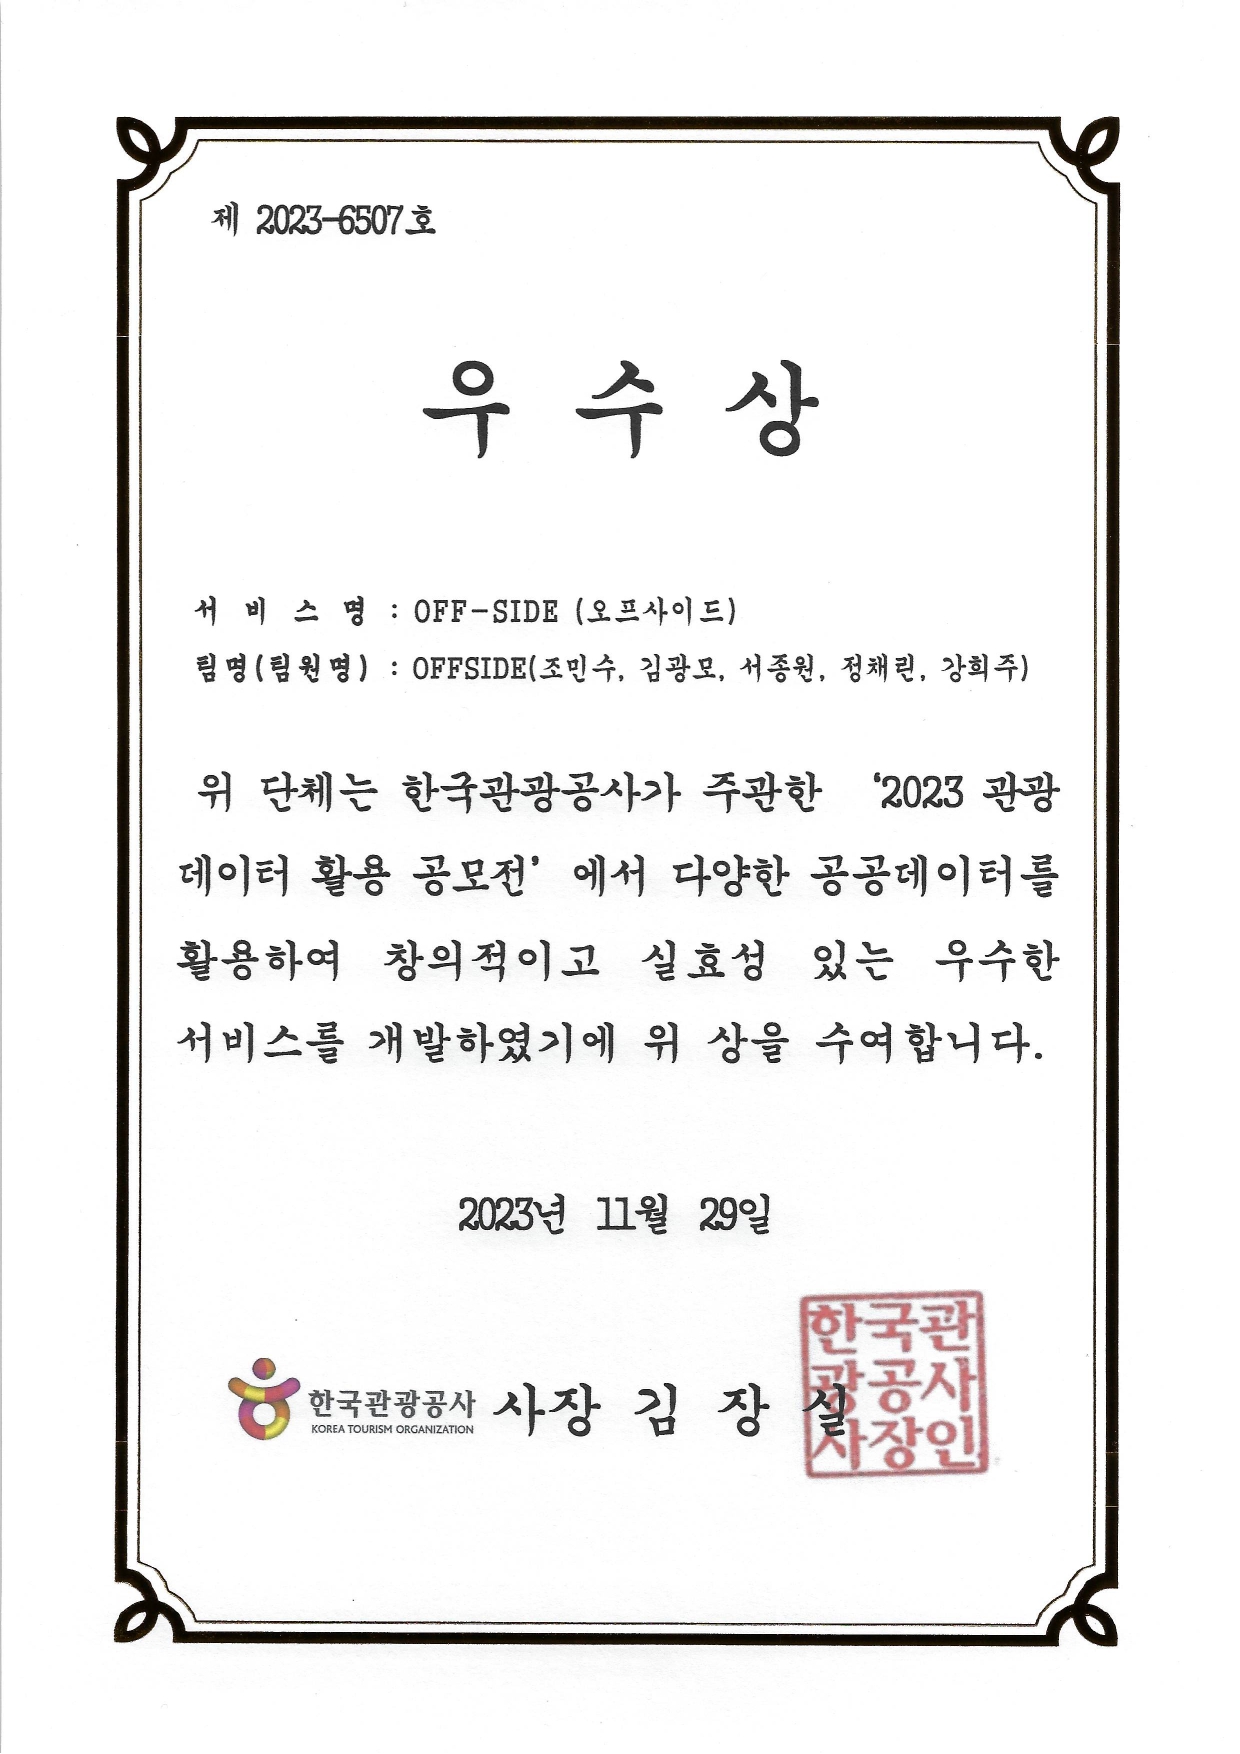 제 2023-6507호
우 수 상
서 비 스 명 : OFF-SIDE (오프사이드)
팀명(팀원명) : OFFSIDE(조민수, 김광모, 서종원, 정채린, 강희주)
위 단체는 한국관광공사가 주관한 ‘2023 관광
데이터 활용 공모전’ 에서 다양한 공공데이터를
활용하여 창의적이고 실효성 있는 우수한
서비스를 개발하였기에 위 상을 수여합니다.
2023년 11월 29일
한국관광공사 사장 김 장 실
KOREA TOURISM ORGANIZATION
한국관
광공사
사장인